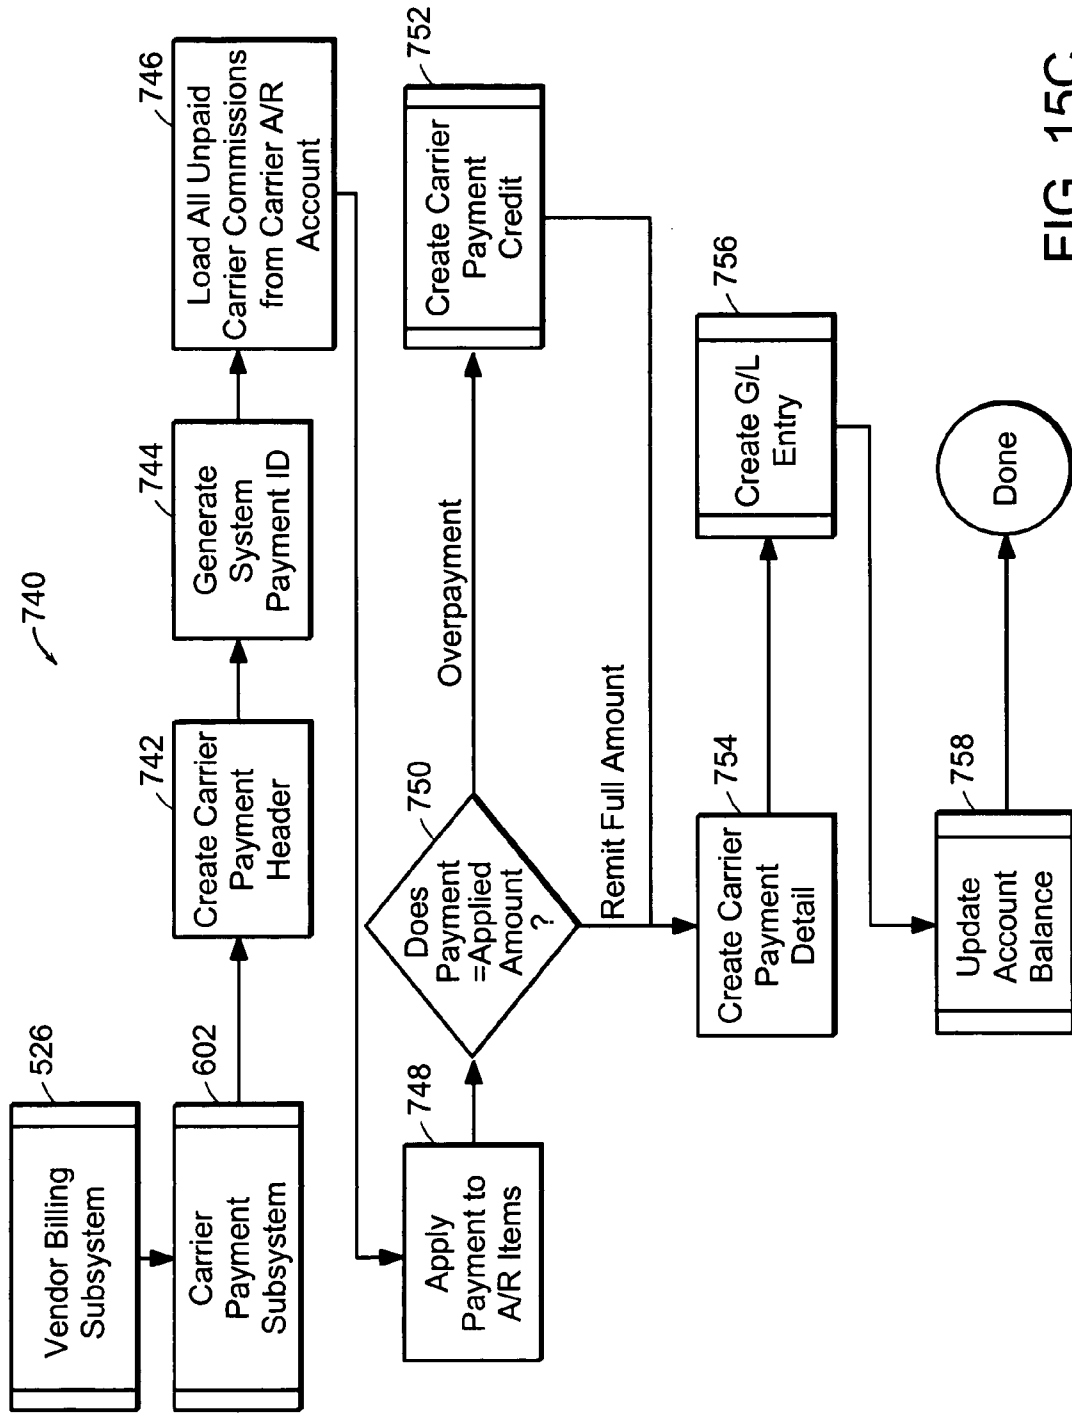 740
526
Vendor Billing
Subsystem
602
Carrier
Payment
Subsystem
742
Create Carrier
Payment
Header
744
Generate
System
Payment ID
746
Load All Unpaid
Carrier Commissions
from Carrier A/R
Account
748
Apply
Payment to
A/R Items
750
Does
Payment
=Applied
Amount
?
Overpayment
752
Create Carrier
Payment
Credit
Remit Full Amount
754
Create Carrier
Payment
Detail
756
Create G/L
Entry
758
Update
Account
Balance
Done
FIG. 15C